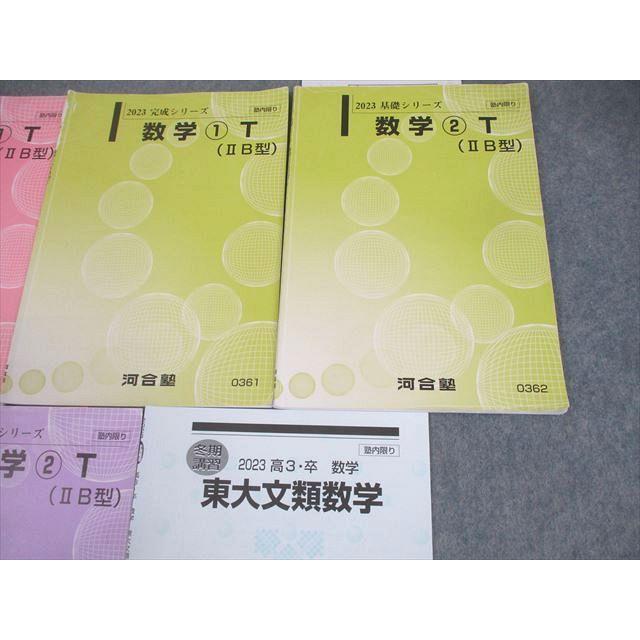 ① T
(ⅡB型)
2023 完成シリーズ
塾内限り
数学 ① T
(ⅡB型)
河合塾
0361
2023 基礎シリーズ
塾内限り
数学 ② T
(ⅡB型)
河合塾
0362
シリーズ
塾内限り
学 ② T
(ⅡB型)
冬期
講習
2023 高3・卒 数学
塾内限り
東大文類数学